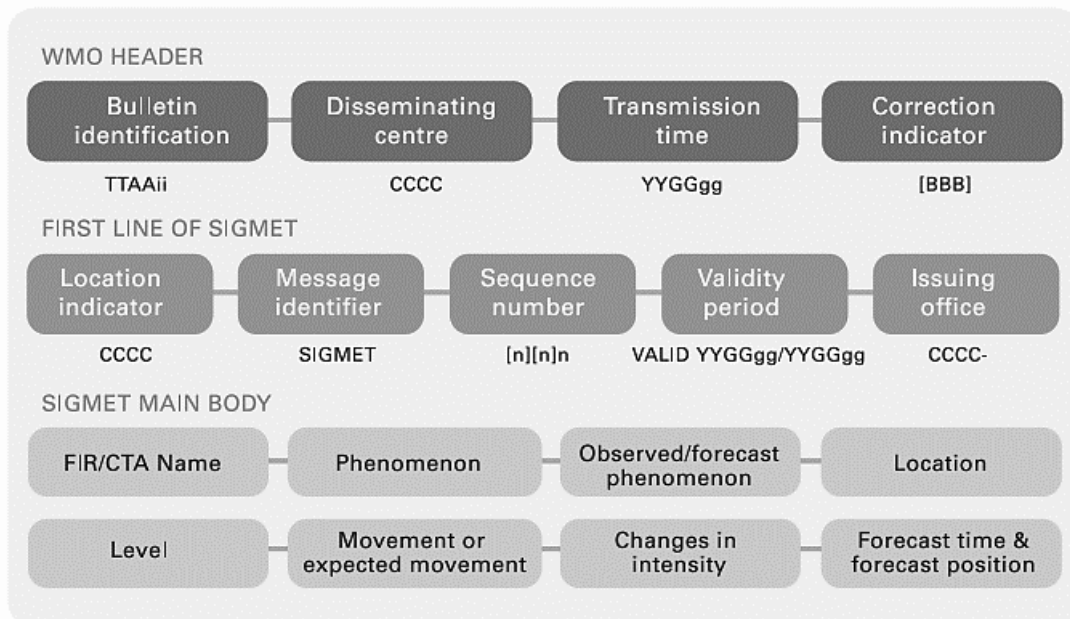 WMO HEADER
Bulletin identification
Disseminating centre
Transmission time
Correction indicator
TTAAii
CCCC
YYGGgg
[BBB]
FIRST LINE OF SIGMET
Location indicator
Message identifier
Sequence number
Validity period
Issuing office
CCCC
SIGMET
[n][n]n
VALID YYGGgg/YYGGgg
CCCC-
SIGMET MAIN BODY
FIR/CTA Name
Phenomenon
Observed/forecast phenomenon
Location
Level
Movement or expected movement
Changes in intensity
Forecast time & forecast position